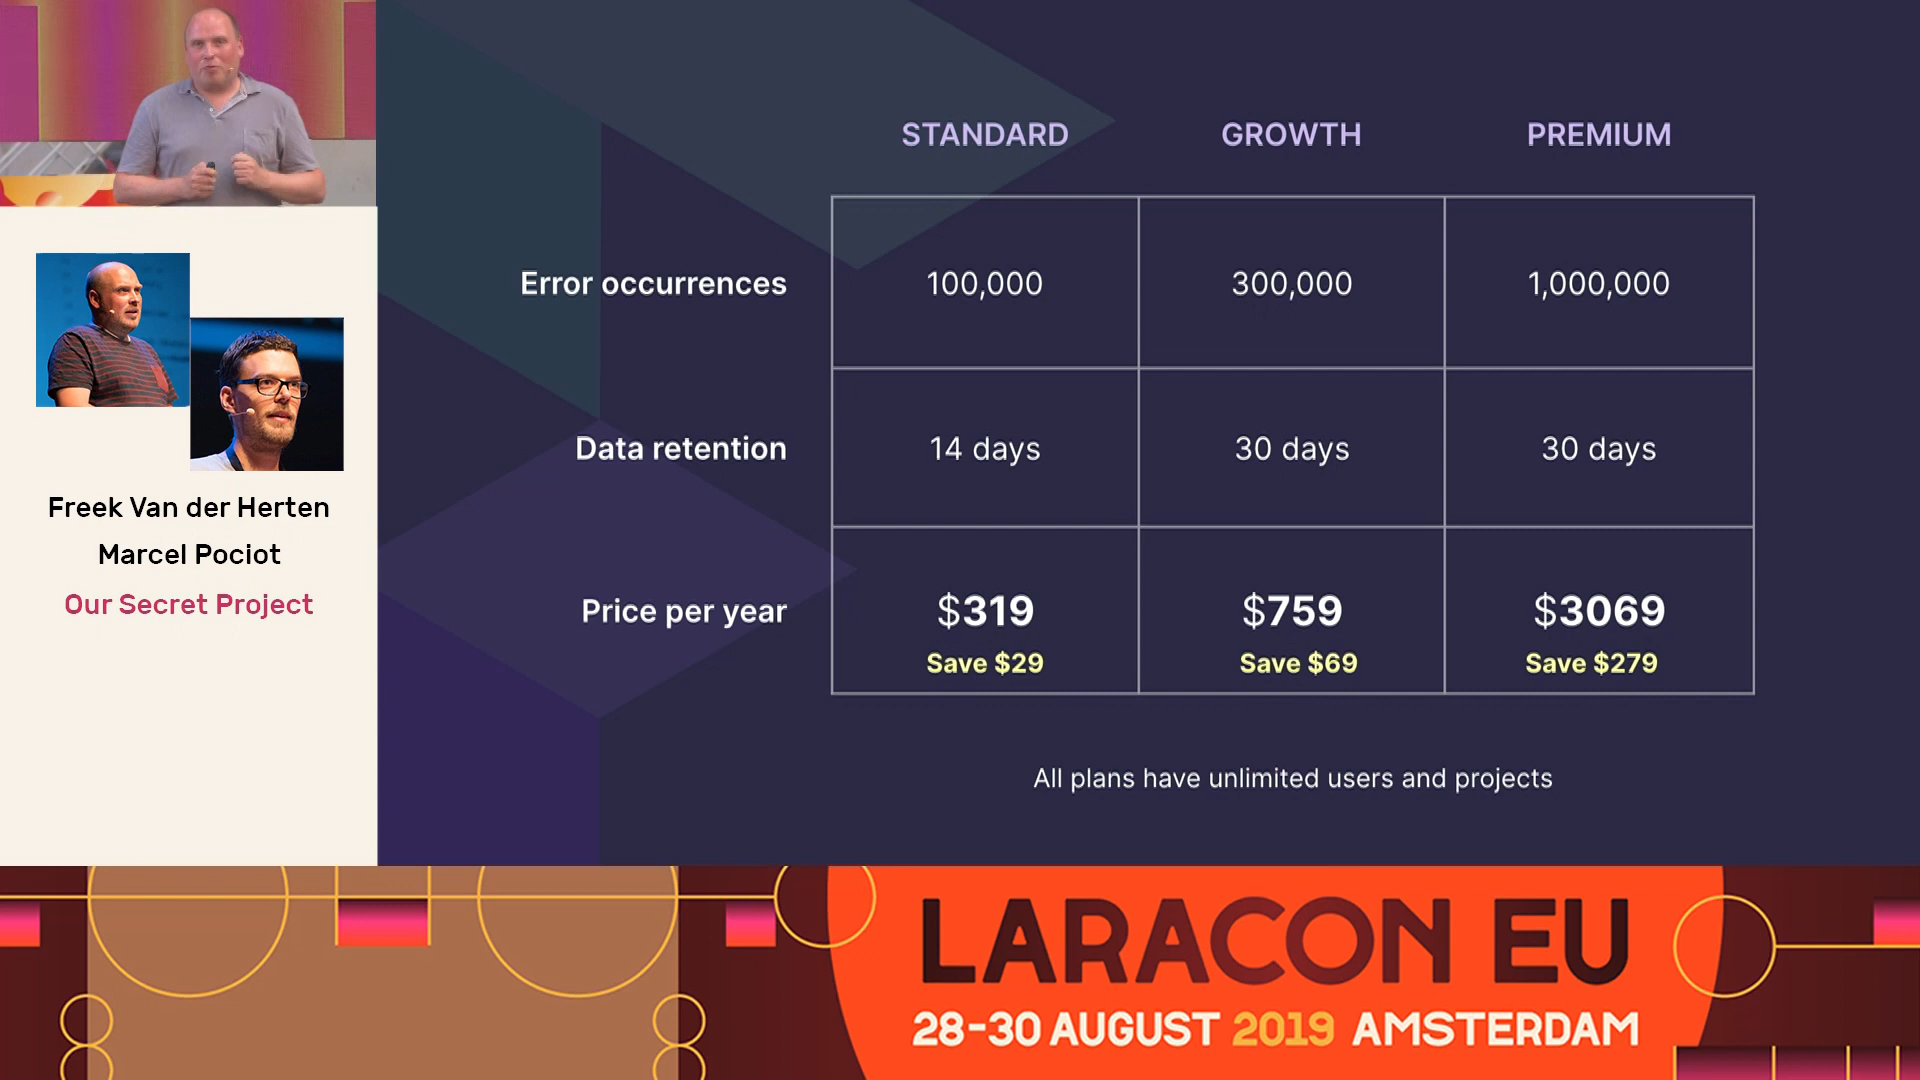 STANDARD GROWTH PREMIUM
Error occurrences 100,000 300,000 1,000,000
Data retention 14 days 30 days 30 days
Price per year $319 $759 $3069
Save $29 Save $69 Save $279
All plans have unlimited users and projects
Freek Van der Herten
Marcel Pociot
Our Secret Project
LARACON EU
28-30 AUGUST 2019 AMSTERDAM